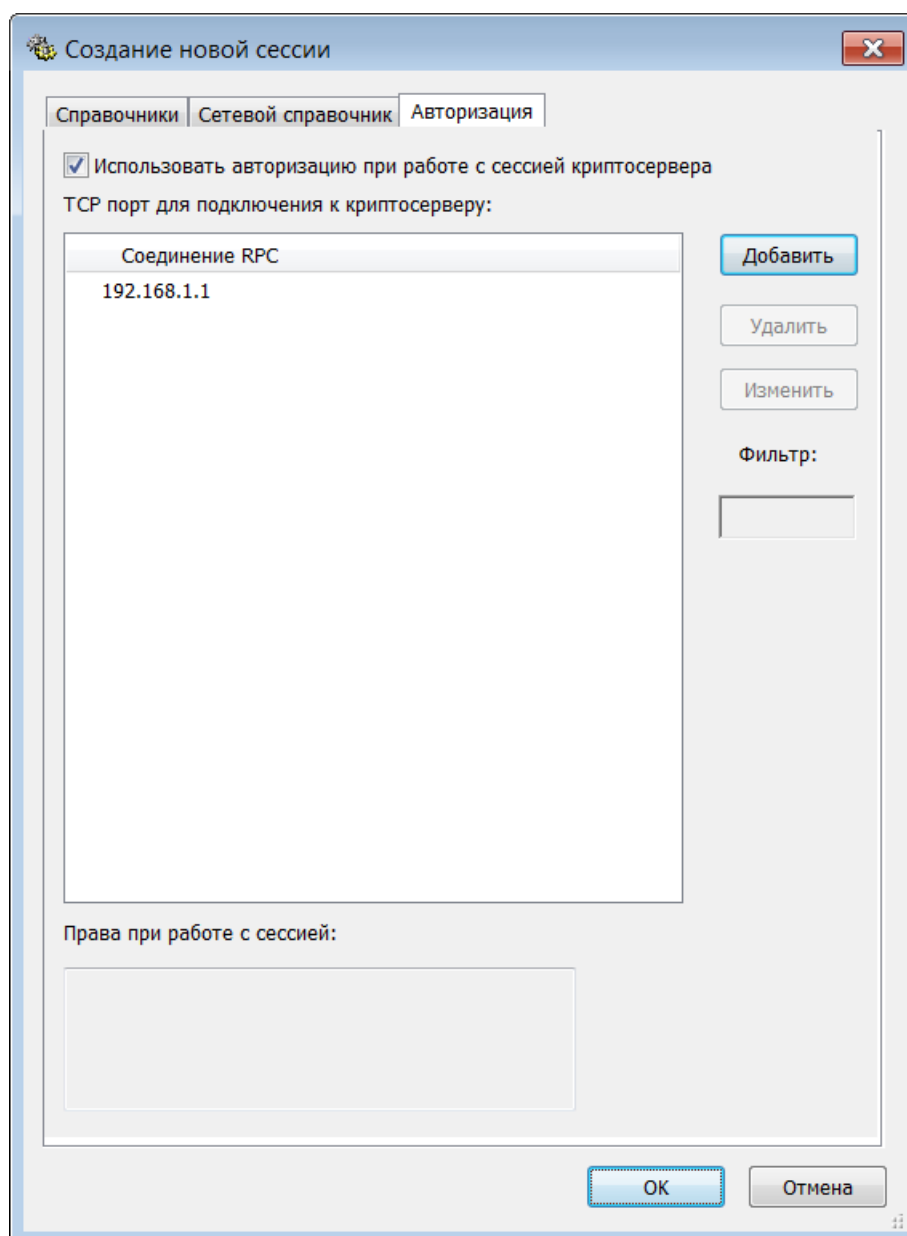 Создание новой сессии
Справочники Сетевой справочник Авторизация
Использовать авторизацию при работе с сессией криптосервера
TCP порт для подключения к криптосерверу:
Соединение RPC
Добавить
192.168.1.1
Удалить
Изменить
Фильтр:
Права при работе с сессией:
OK Отмена